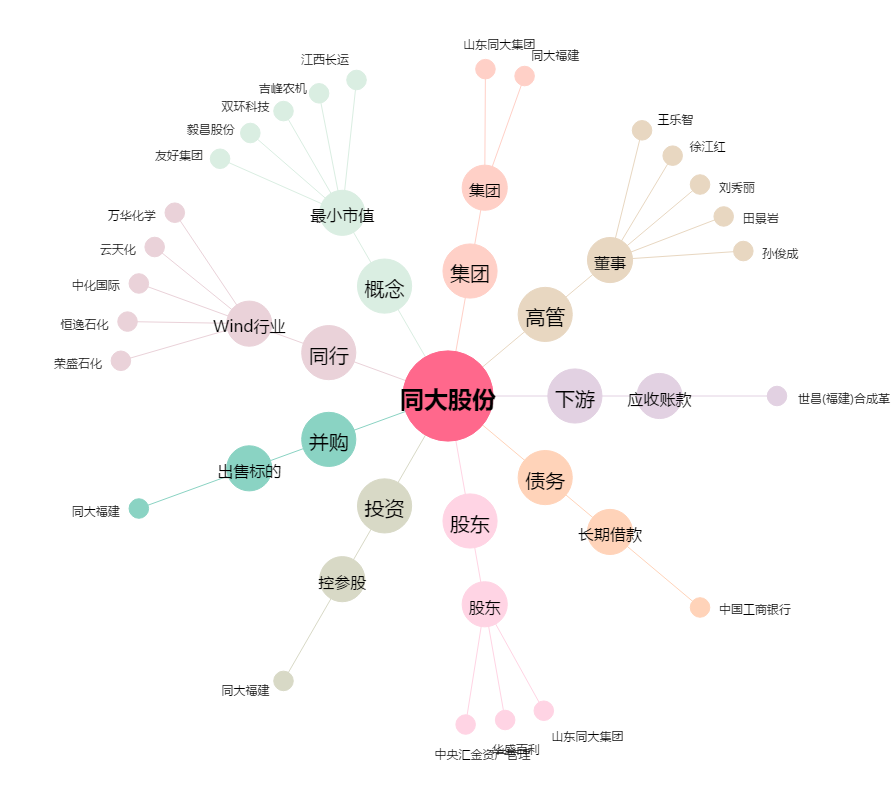 山东同大集团
同大福建
江西长运
吉峰农机
双环科技
毅昌股份
友好集团
王乐智
徐江红
刘秀丽
田景岩
孙俊成
集团
最小市值
万华化学
云天化
中化国际
恒逸石化
荣盛石化
Wind行业
董事
集团
概念
高管
同行
同大股份
下游
应收账款
世昌(福建)合成革
并购
出售标的
同大福建
债务
长期借款
中国工商银行
投资
控参股
同大福建
股东
股东
山东同大集团
华盛百利
中央汇金资产管理